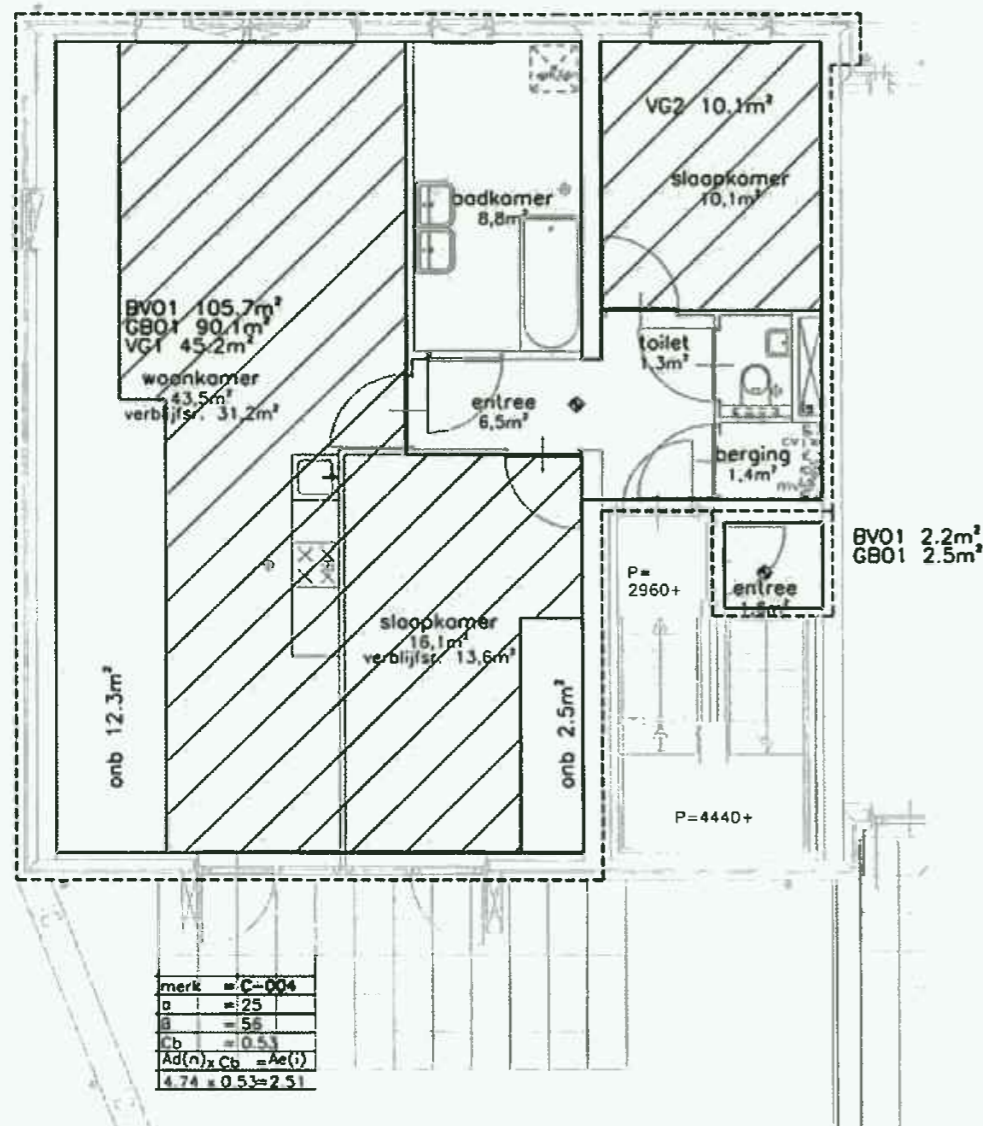 VG2 10.1m²
slaapkamer
10,1m²
badkamer
8,8m²
BVO1 105.7m²
GBO1 90.1m²
VG1 45.2m²
woonkamer
43,5m²
verblijfsr. 31,2m²
toilet
1,3m²
entree
6,5m²
berging
1,4m²
cv
mv
BVO1 2.2m²
GBO1 2.5m²
P=
2960+
entree
slaapkamer
16,1m²
verblijfsr. 13,6m²
onb 12.3m²
onb 2.5m²
P=4440+
merk = C-004
a = 25
B = 56
Cb = 0.53
Ad(n)x Cb = Ae(i)
4.74 x 0.53=2.51